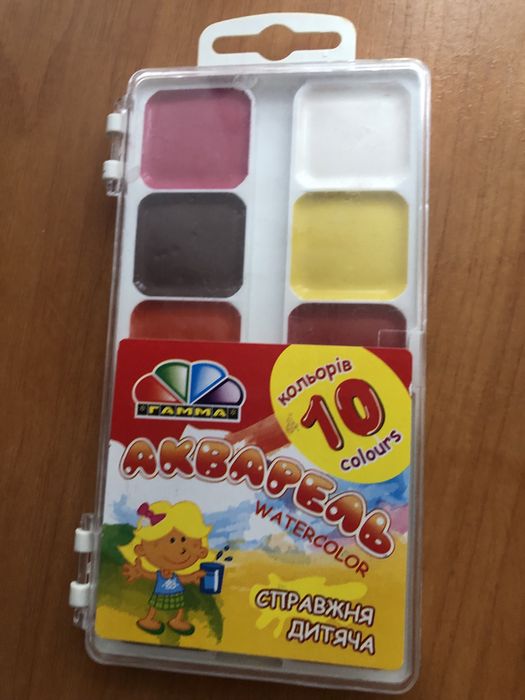 ГАММА
кольорів
10
colours
АКВАРЕЛЬ
WATERCOLOR
СПРАВЖНЯ
ДИТЯЧА